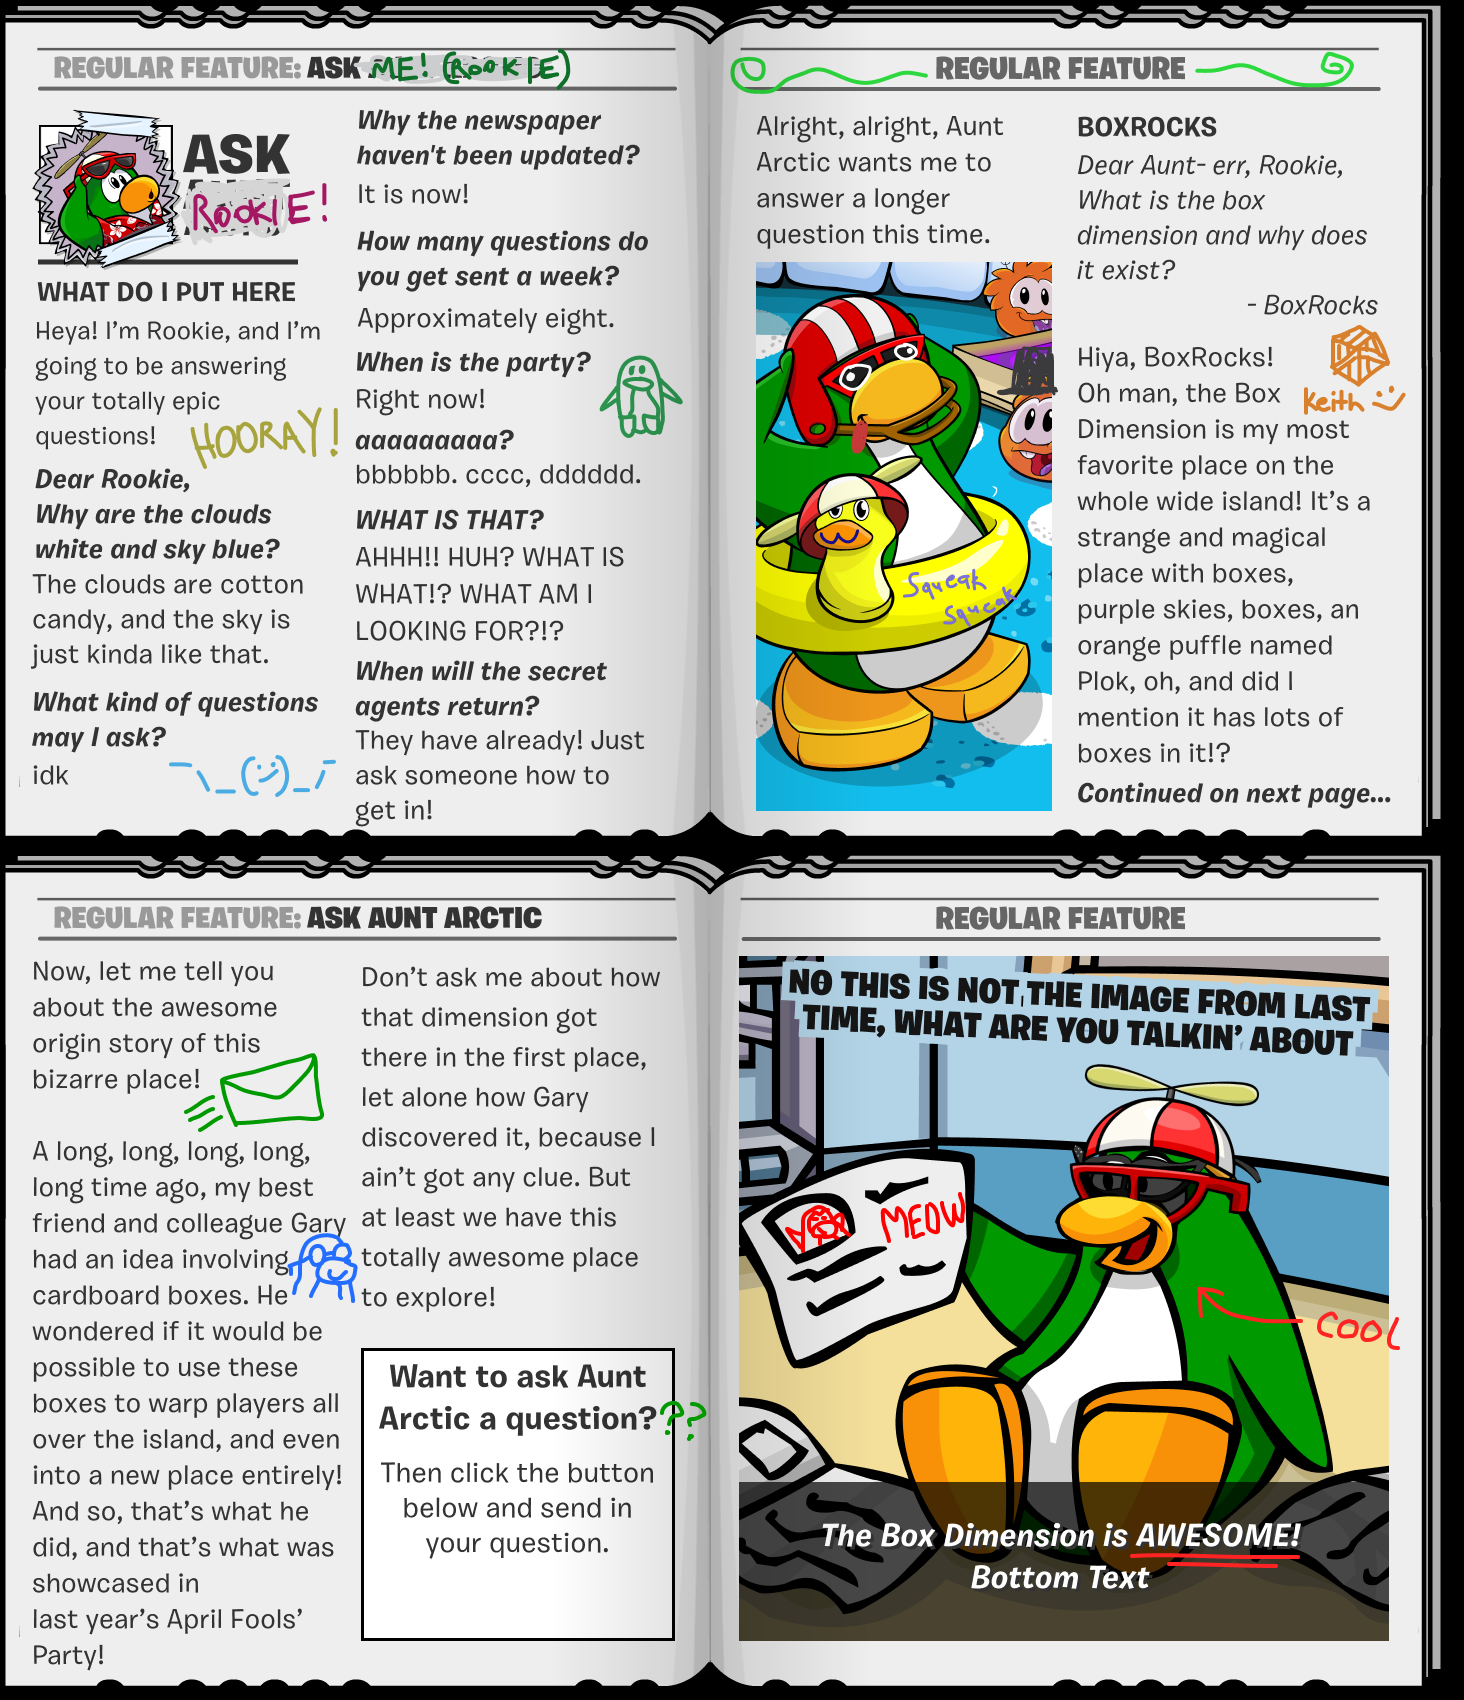 REGULAR FEATURE: ASK ME! (ROOKIE)
ASK
ROOKIE!
WHAT DO I PUT HERE
Heya! I'm Rookie, and I'm
going to be answering
your totally epic
questions!
HOORAY!
Dear Rookie,
Why are the clouds
white and sky blue?
The clouds are cotton
candy, and the sky is
just kinda like that.
What kind of questions
may I ask?
idk
¯\_(:))_/¯
Why the newspaper
haven't been updated?
It is now!
How many questions do
you get sent a week?
Approximately eight.
When is the party?
Right now!
aaaaaaaaa?
bbbbbb. cccc, dddddd.
WHAT IS THAT?
AHHH!! HUH? WHAT IS
WHAT!? WHAT AM I
LOOKING FOR?!?
When will the secret
agents return?
They have already! Just
ask someone how to
get in!
REGULAR FEATURE
Alright, alright, Aunt
Arctic wants me to
answer a longer
question this time.
Squeak
Squeak
BOXROCKS
Dear Aunt- err, Rookie,
What is the box
dimension and why does
it exist?
- BoxRocks
Hiya, BoxRocks!
Oh man, the Box
Keith :)
Dimension is my most
favorite place on the
whole wide island! It's a
strange and magical
place with boxes,
purple skies, boxes, an
orange puffle named
Plok, oh, and did I
mention it has lots of
boxes in it!?
Continued on next page...
REGULAR FEATURE: ASK AUNT ARCTIC
Now, let me tell you
about the awesome
origin story of this
bizarre place!
A long, long, long, long,
long time ago, my best
friend and colleague Gary
had an idea involving
cardboard boxes. He
wondered if it would be
possible to use these
boxes to warp players all
over the island, and even
into a new place entirely!
And so, that's what he
did, and that's what was
showcased in
last year's April Fools'
Party!
Don't ask me about how
that dimension got
there in the first place,
let alone how Gary
discovered it, because I
ain't got any clue. But
at least we have this
totally awesome place
to explore!
Want to ask Aunt
Arctic a question???
Then click the button
below and send in
your question.
REGULAR FEATURE
NO THIS IS NOT THE IMAGE FROM LAST
TIME, WHAT ARE YOU TALKIN' ABOUT
MEOW
COOL
The Box Dimension is AWESOME!
Bottom Text